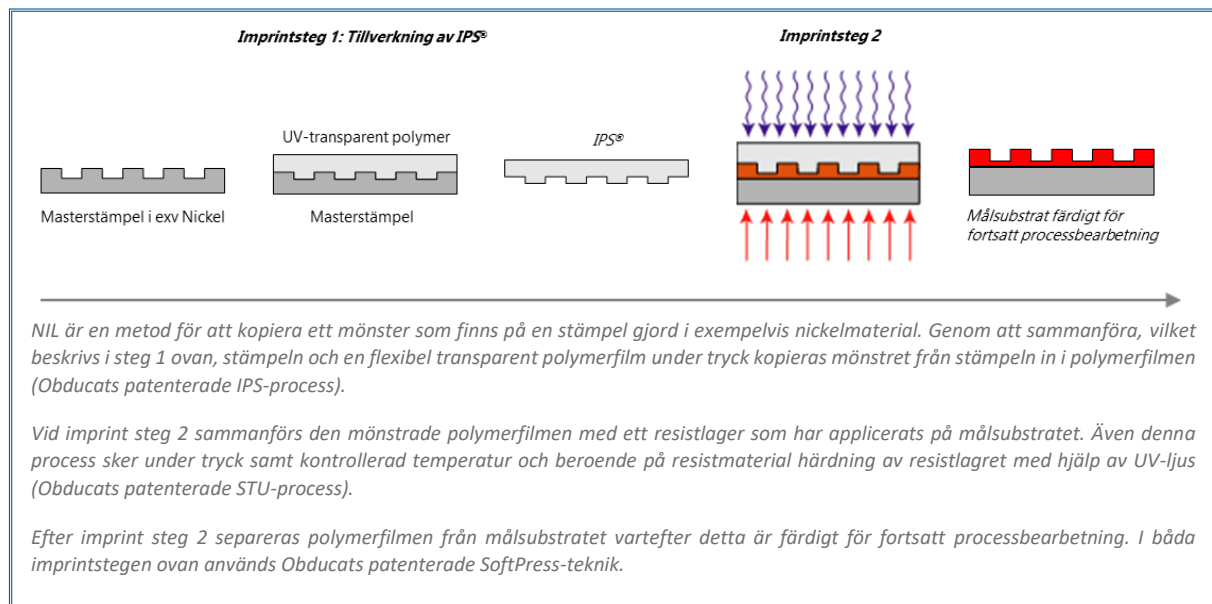 Imprintsteg 1: Tillverkning av IPS®
Imprintsteg 2
UV-transparent polymer
IPS®
Masterstämpel i exv Nickel
Masterstämpel
Målsubstrat färdigt för
fortsatt processbearbetning
NIL är en metod för att kopiera ett mönster som finns på en stämpel gjord i exempelvis nickelmaterial. Genom att sammanföra, vilket
beskrivs i steg 1 ovan, stämpeln och en flexibel transparent polymerfilm under tryck kopieras mönstret från stämpeln in i polymerfilmen
(Obducats patenterade IPS-process).
Vid imprint steg 2 sammanförs den mönstrade polymerfilmen med ett resistlager som har applicerats på målsubstratet. Även denna
process sker under tryck samt kontrollerad temperatur och beroende på resistmaterial härdning av resistlagret med hjälp av UV-ljus
(Obducats patenterade STU-process).
Efter imprint steg 2 separeras polymerfilmen från målsubstratet vartefter detta är färdigt för fortsatt processbearbetning. I båda
imprintstegen ovan används Obducats patenterade SoftPress-teknik.